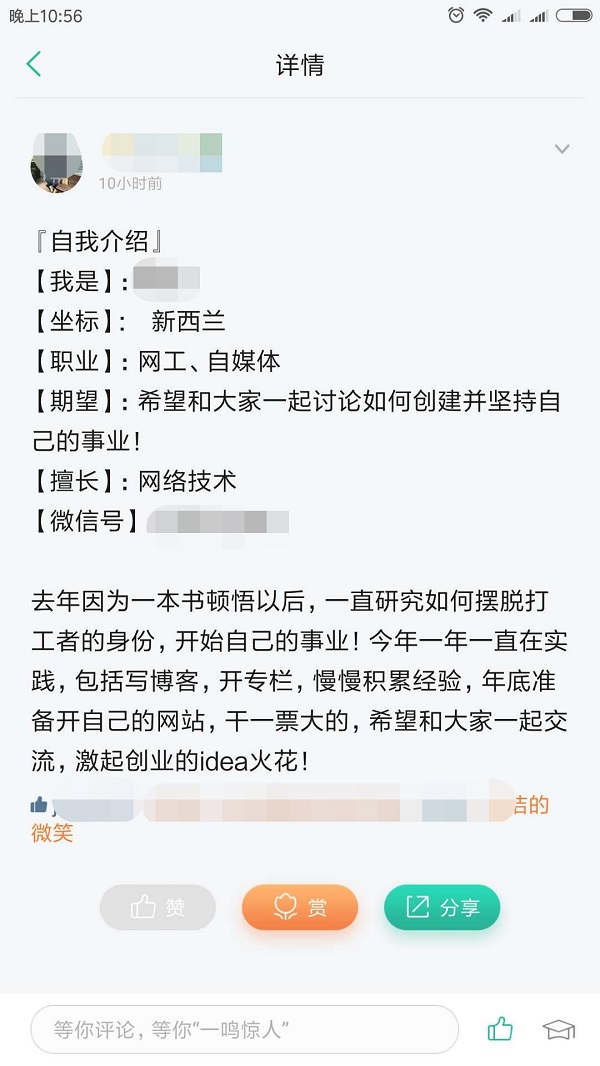 晚上10:56
详情
10小时前
『自我介绍』
【我是】:
【坐标】： 新西兰
【职业】: 网工、自媒体
【期望】: 希望和大家一起讨论如何创建并坚持自
己的事业!
【擅长】: 网络技术
【微信号】
去年因为一本书顿悟以后, 一直研究如何摆脱打
工者的身份, 开始自己的事业! 今年一年一直在实
践, 包括写博客, 开专栏, 慢慢积累经验, 年底准
备开自己的网站, 干一票大的, 希望和大家一起交
流, 激起创业的idea火花!
洁的
微笑
赞
赏
分享
等你评论, 等你“一鸣惊人”